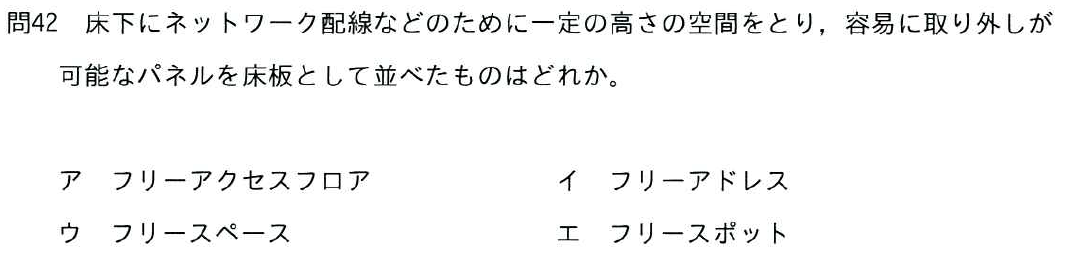 問42 床下にネットワーク配線などのために一定の高さの空間をとり，容易に取り外しが
可能なパネルを床板として並べたものはどれか。
ア フリーアクセスフロア イ フリーアドレス
ウ フリースペース エ フリースポット